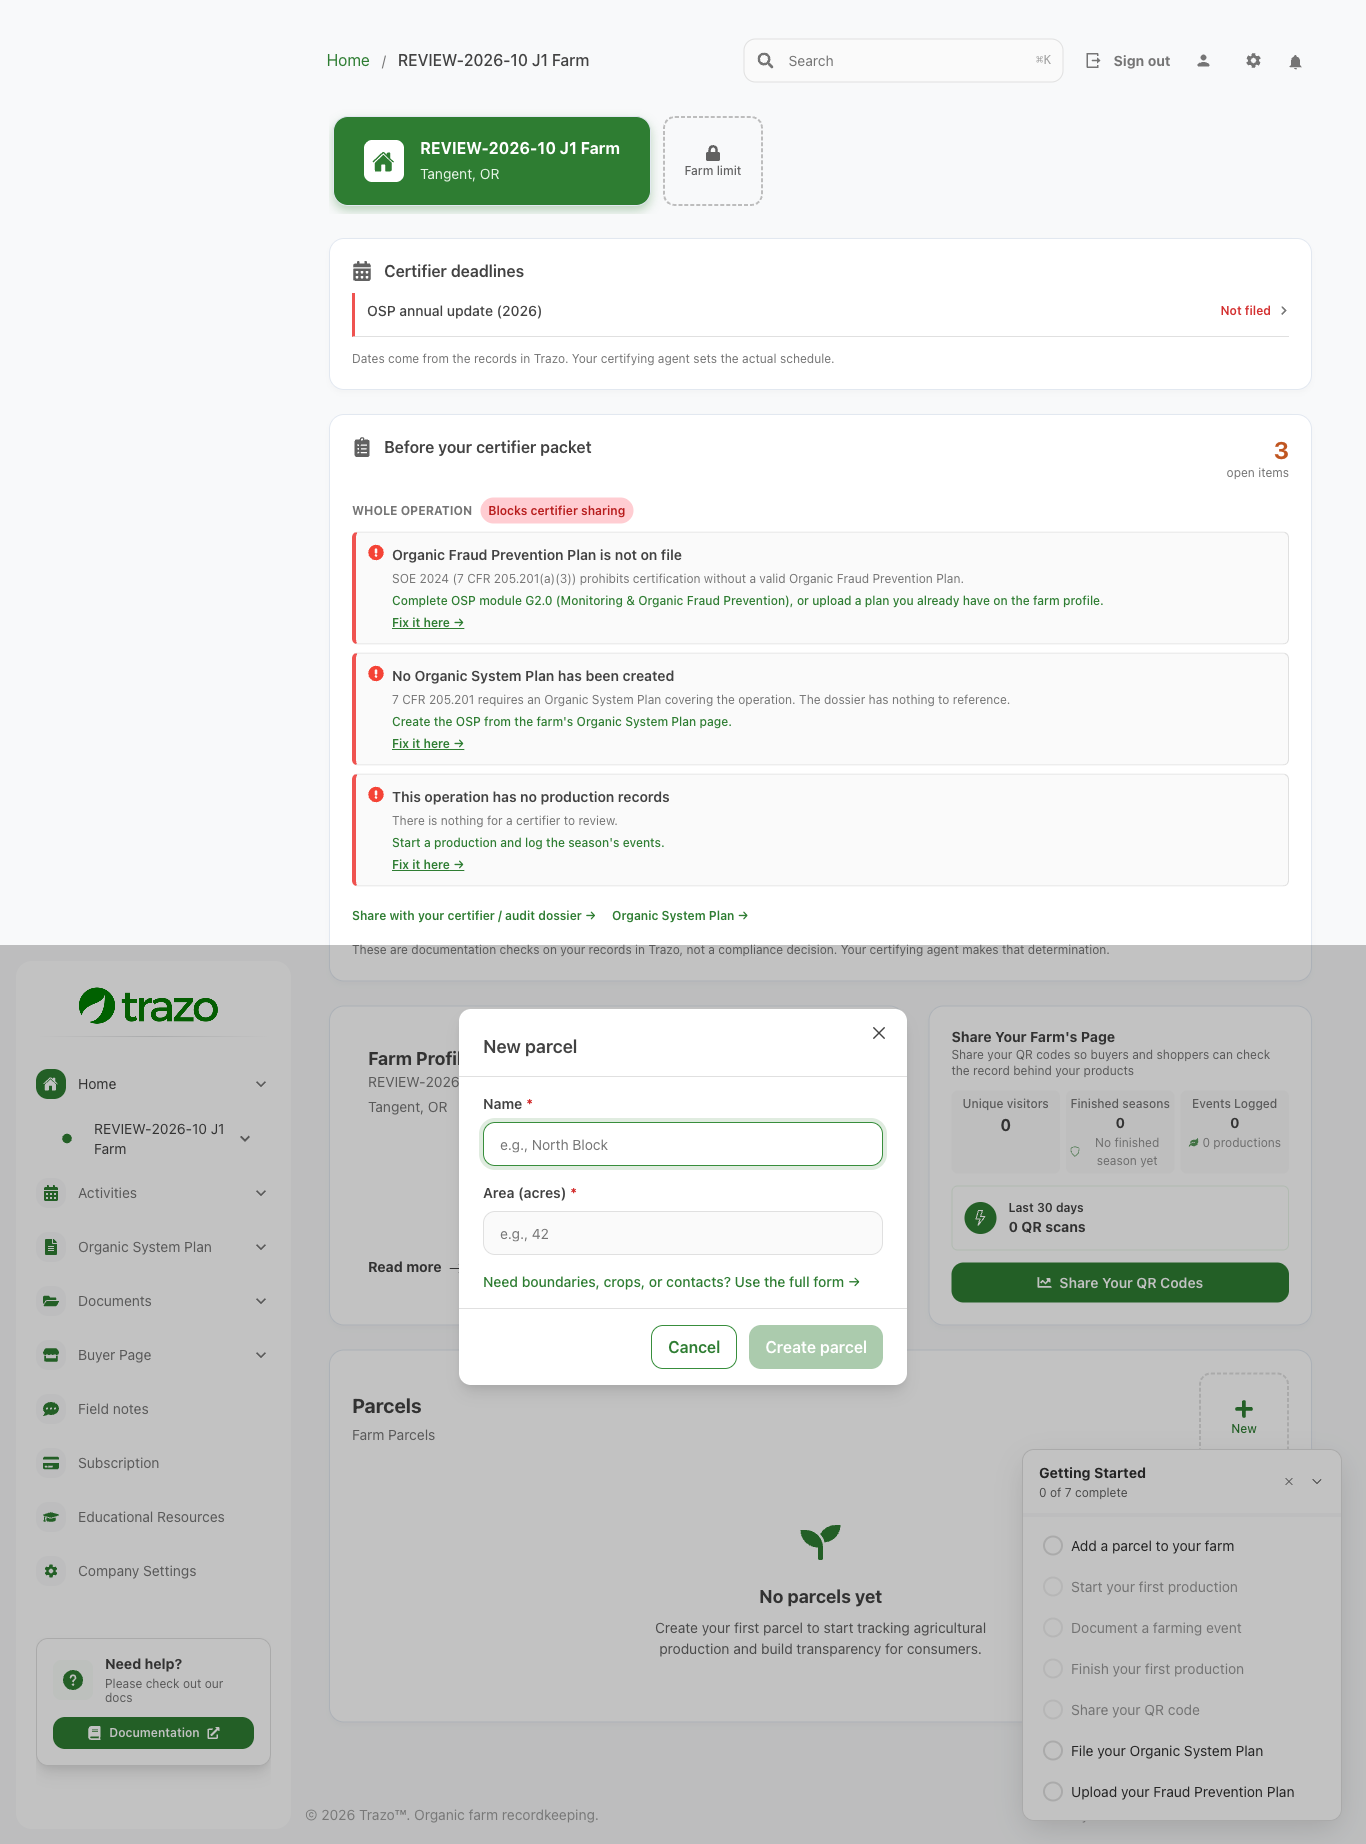 Home / REVIEW-2026-10 J1 Farm
Search ⌘K
Sign out
REVIEW-2026-10 J1 Farm
Tangent, OR
Farm limit
Certifier deadlines
OSP annual update (2026)
Not filed
Dates come from the records in Trazo. Your certifying agent sets the actual schedule.
Before your certifier packet
3
open items
WHOLE OPERATION
Blocks certifier sharing
Organic Fraud Prevention Plan is not on file
SOE 2024 (7 CFR 205.201(a)(3)) prohibits certification without a valid Organic Fraud Prevention Plan.
Complete OSP module G2.0 (Monitoring & Organic Fraud Prevention), or upload a plan you already have on the farm profile.
Fix it here →
No Organic System Plan has been created
7 CFR 205.201 requires an Organic System Plan covering the operation. The dossier has nothing to reference.
Create the OSP from the farm's Organic System Plan page.
Fix it here →
This operation has no production records
There is nothing for a certifier to review.
Start a production and log the season's events.
Fix it here →
Share with your certifier / audit dossier →
Organic System Plan →
These are documentation checks on your records in Trazo, not a compliance decision. Your certifying agent makes that determination.
trazo
Home
REVIEW-2026-10 J1
Farm
Activities
Organic System Plan
Documents
Buyer Page
Field notes
Subscription
Educational Resources
Company Settings
Need help?
Please check out our
docs
Documentation
Farm Profil
REVIEW-2026
Tangent, OR
Read more
New parcel
Name *
e.g., North Block
Area (acres) *
e.g., 42
Need boundaries, crops, or contacts? Use the full form →
Cancel
Create parcel
Share Your Farm's Page
Share your QR codes so buyers and shoppers can check
the record behind your products
Unique visitors
0
Finished seasons
0
No finished
season yet
Events Logged
0
0 productions
Last 30 days
0 QR scans
Share Your QR Codes
Parcels
Farm Parcels
New
No parcels yet
Create your first parcel to start tracking agricultural
production and build transparency for consumers.
Getting Started
0 of 7 complete
Add a parcel to your farm
Start your first production
Document a farming event
Finish your first production
Share your QR code
File your Organic System Plan
Upload your Fraud Prevention Plan
© 2026 Trazo™. Organic farm recordkeeping.